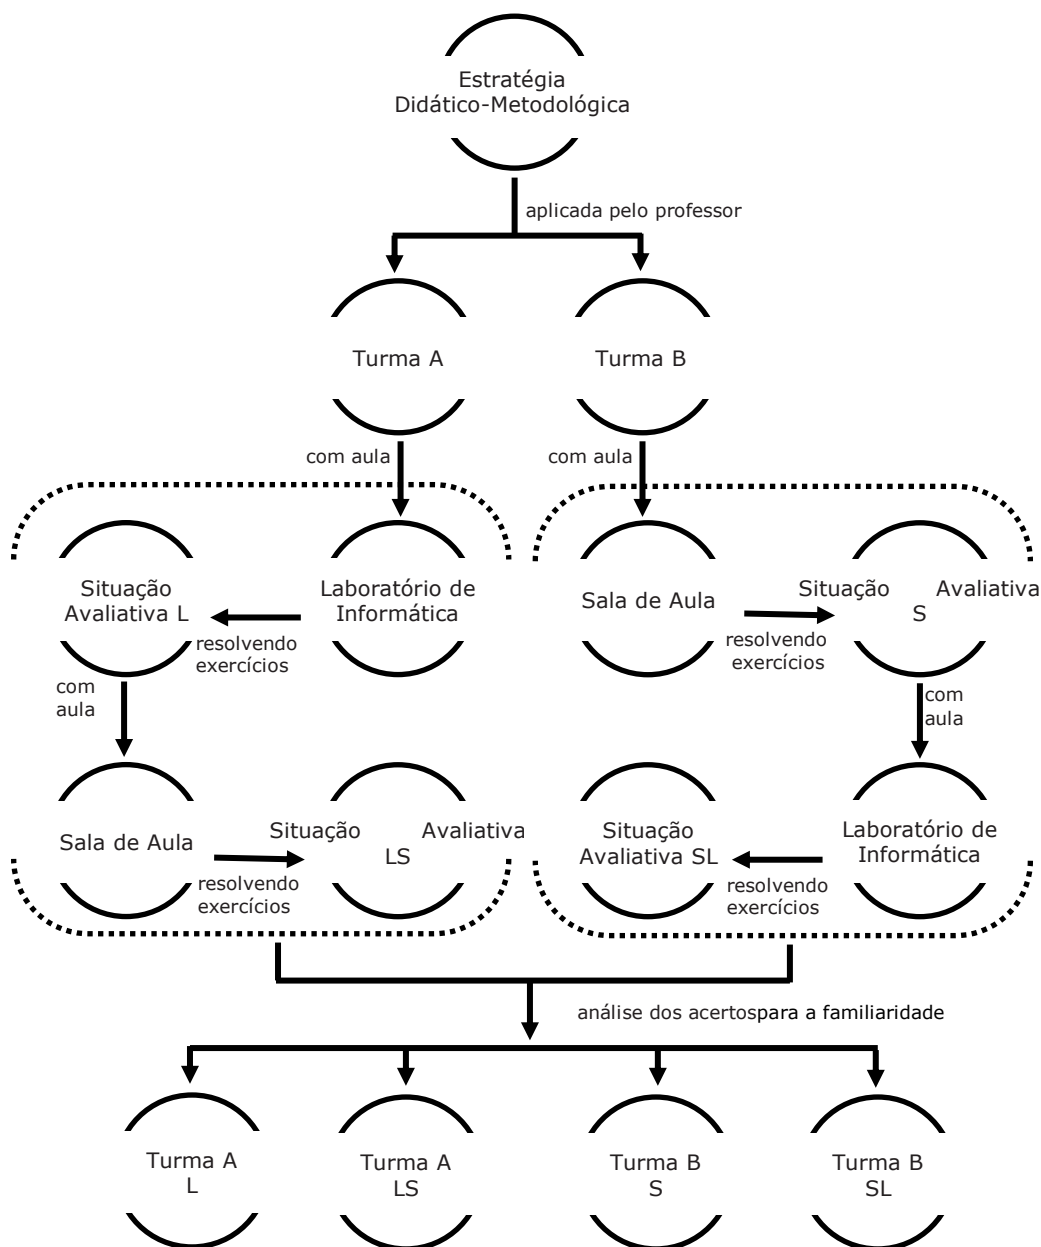 Estratégia
Didático-Metodológica
aplicada pelo professor
Turma A
Turma B
com aula
com aula
Situação
Avaliativa L
resolvendo
exercícios
Laboratório de
Informática
Sala de Aula
resolvendo
exercícios
Situação Avaliativa
S
com
aula
com
aula
Sala de Aula
resolvendo
exercícios
Situação Avaliativa
LS
Situação
Avaliativa SL
resolvendo
exercícios
Laboratório de
Informática
análise dos acertospara a familiaridade
Turma A
L
Turma A
LS
Turma B
S
Turma B
SL